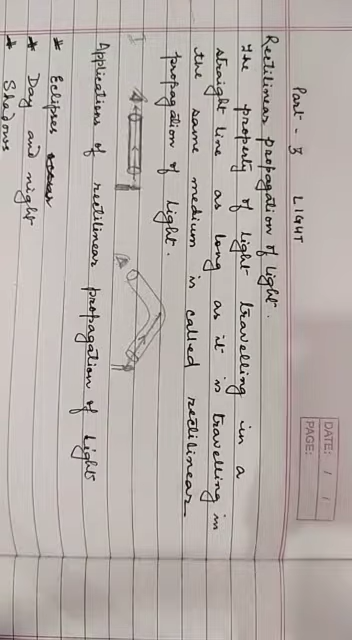 DATE: / /
PAGE:
Part - 3 LIGHT
Rectilinear propagation of light.
The property of light travelling in a
straight line as long as it is travelling in
the same medium is called rectilinear
propagation of light.
Applications of rectilinear propagation of light
* Eclipses
* Day and night
* Shadows